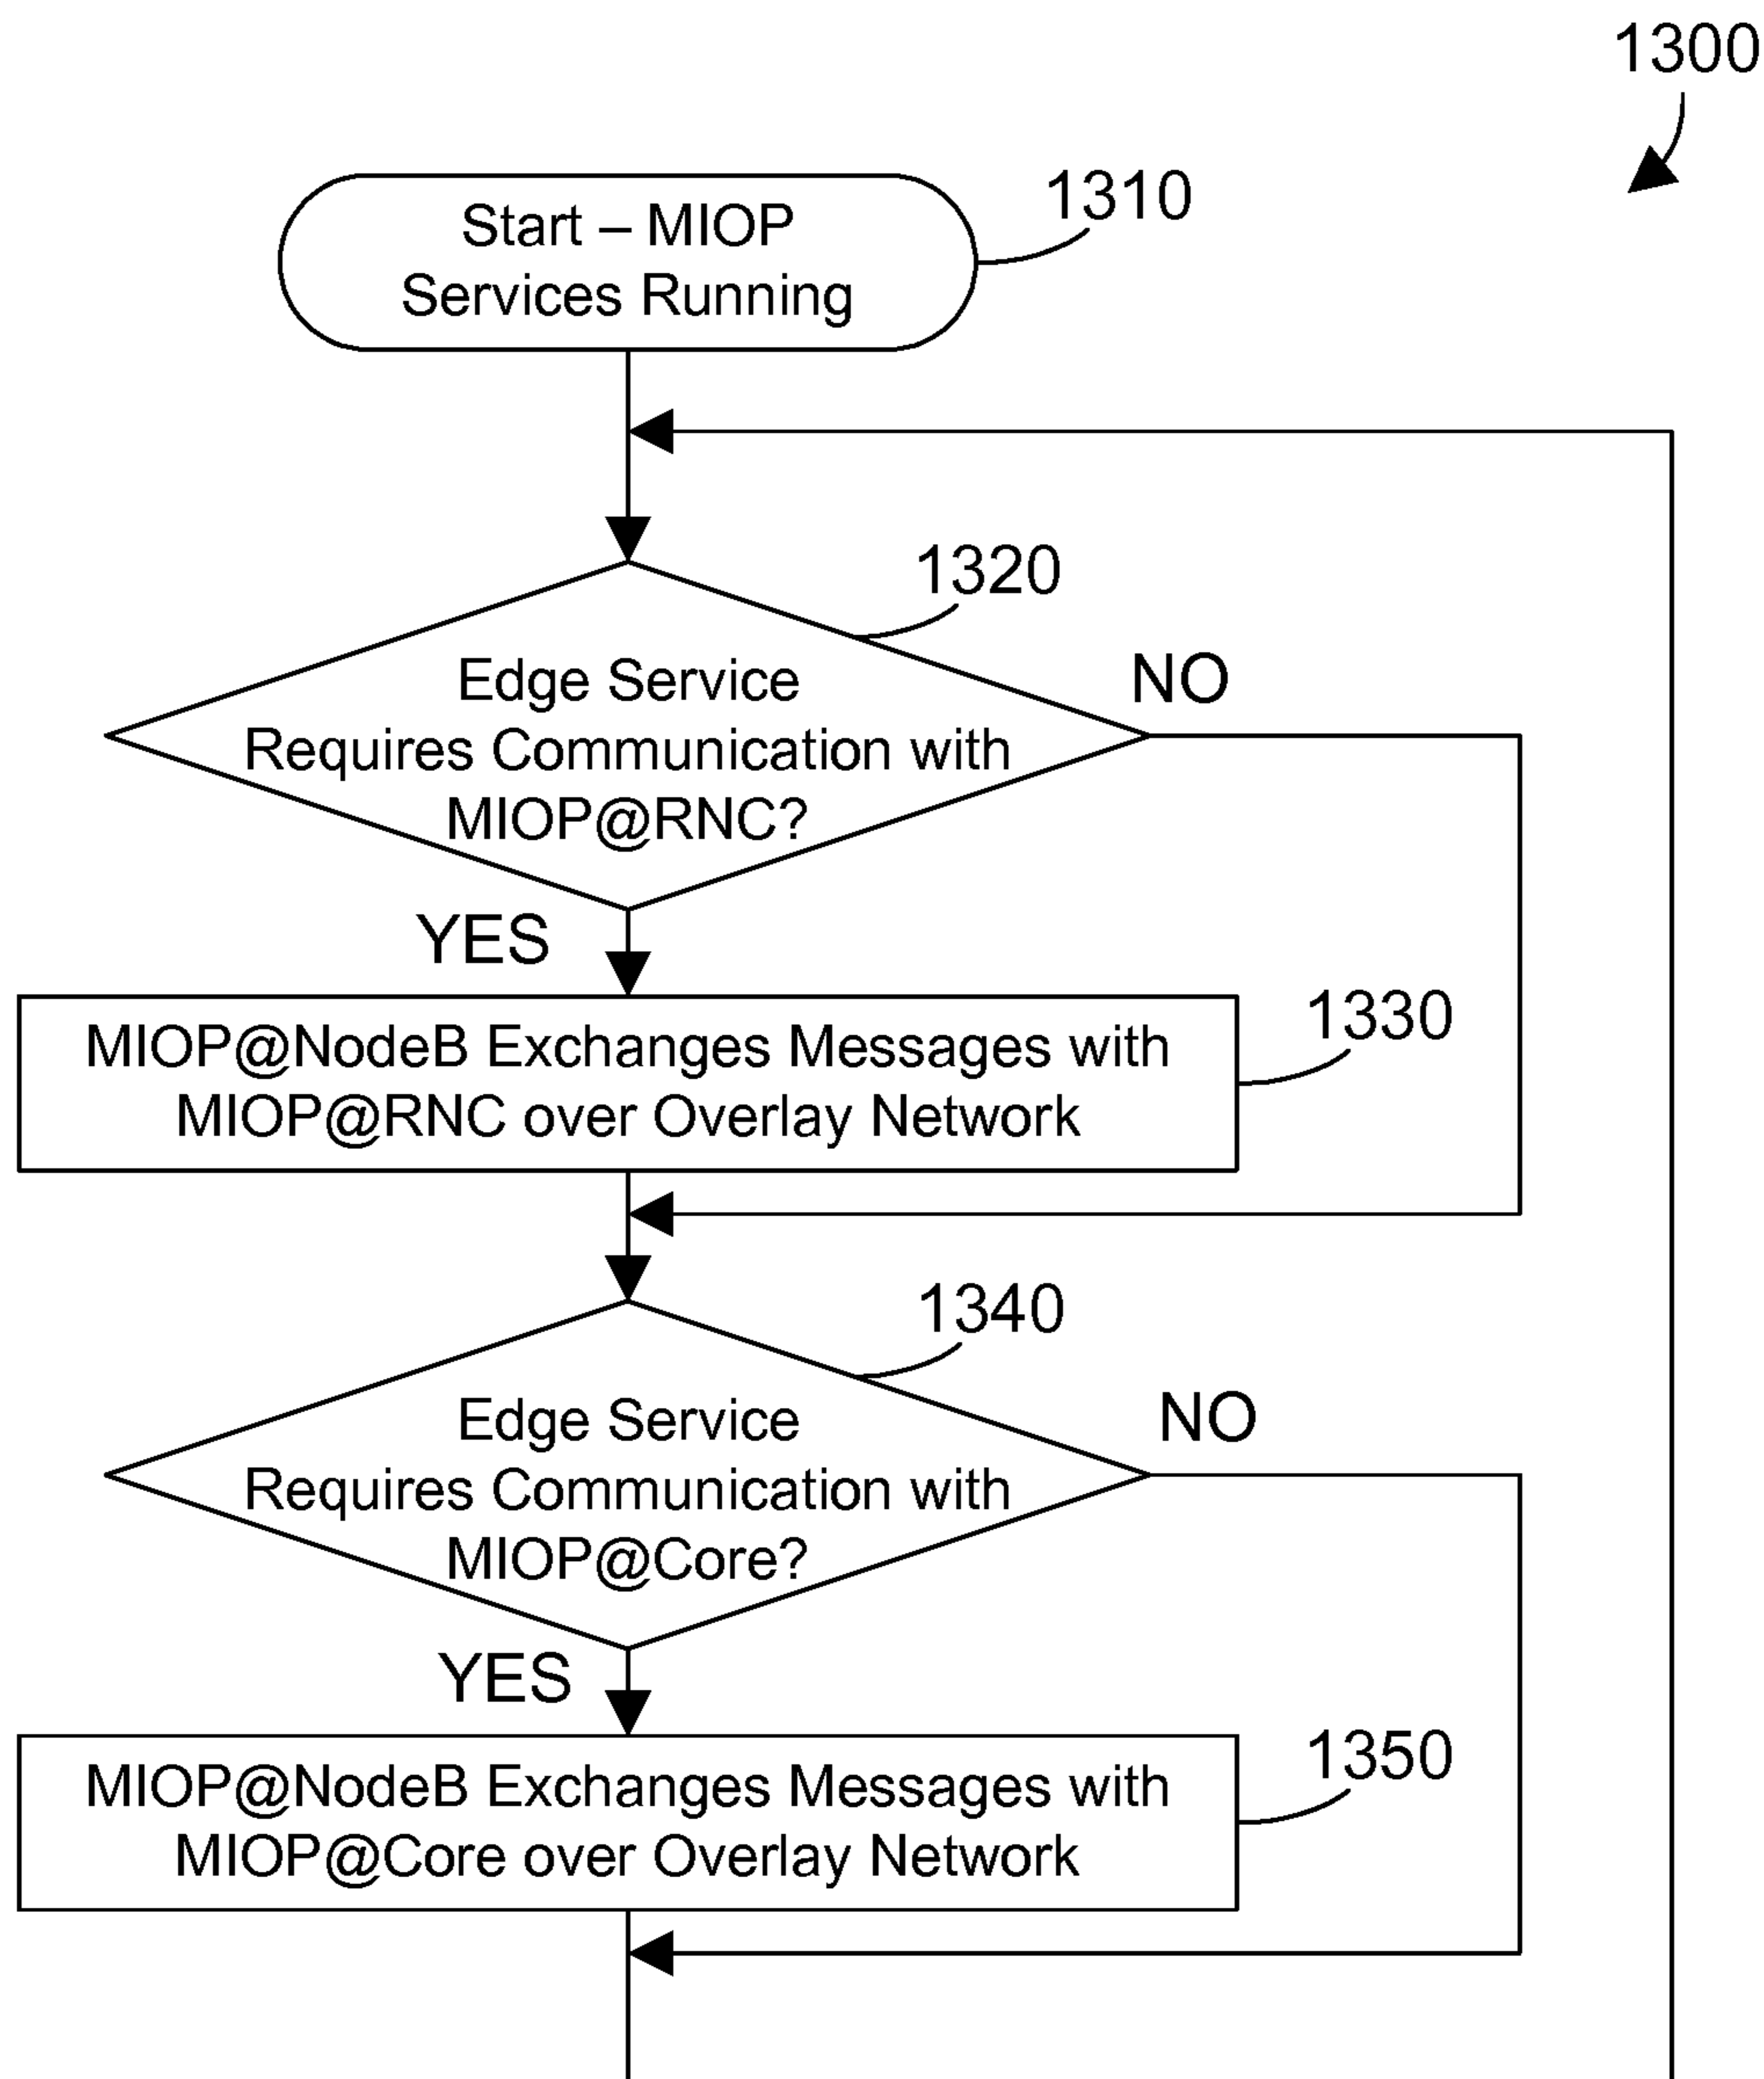 1300
1310
Start – MIOP
Services Running
1320
Edge Service
Requires Communication with
MIOP@RNC?
NO
YES
1330
MIOP@NodeB Exchanges Messages with
MIOP@RNC over Overlay Network
1340
Edge Service
Requires Communication with
MIOP@Core?
NO
YES
1350
MIOP@NodeB Exchanges Messages with
MIOP@Core over Overlay Network